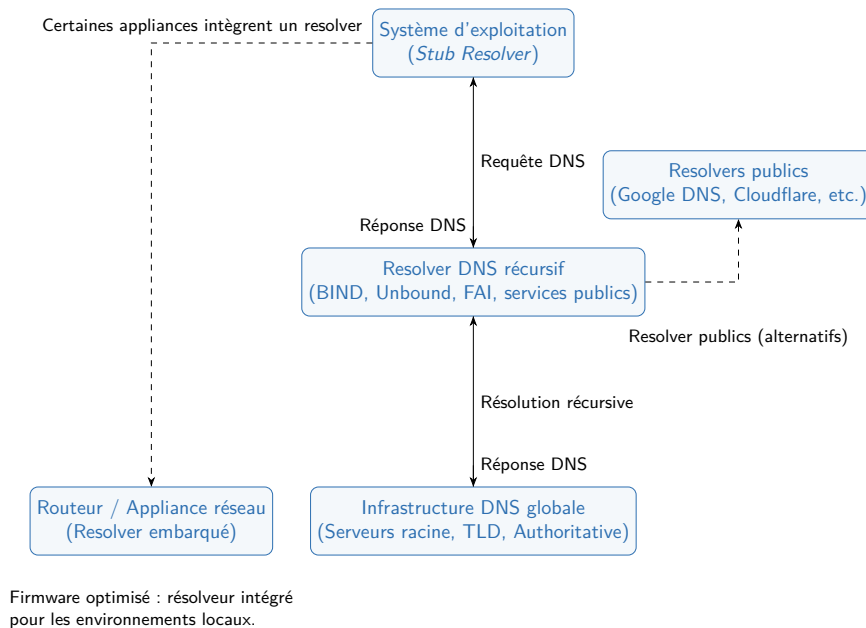 Certaines appliances intègrent un resolver
Système d'exploitation
(Stub Resolver)
Requête DNS
Resolvers publics
(Google DNS, Cloudflare, etc.)
Réponse DNS
Resolver DNS récursif
(BIND, Unbound, FAI, services publics)
Resolver publics (alternatifs)
Résolution récursive
Réponse DNS
Routeur / Appliance réseau
(Resolver embarqué)
Infrastructure DNS globale
(Serveurs racine, TLD, Authoritative)
Firmware optimisé : résolveur intégré
pour les environnements locaux.